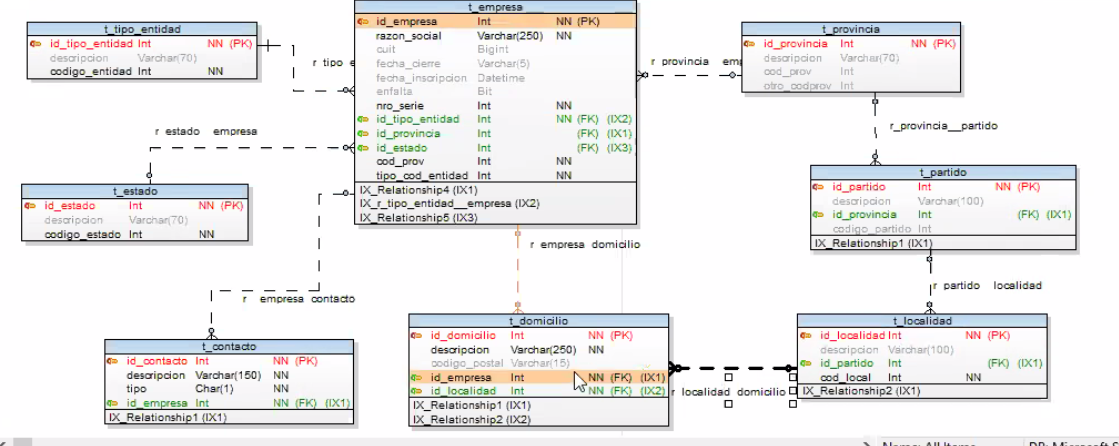 t_tipo_entidad
id_tipo_entidad Int NN (PK)
descripcion Varchar(70)
codigo_entidad Int NN
t_empresa
id_empresa Int NN (PK)
razon_social Varchar(250) NN
cuit Bigint
fecha_cierre Varchar(5)
fecha_inscripcion Datetime
enfalta Bit
nro_serie Int NN
id_tipo_entidad Int NN (FK) (IX2)
id_provincia Int (FK) (IX1)
id_estado Int (FK) (IX3)
cod_prov Int NN
tipo_cod_entidad Int NN
IX_Relationship4 (IX1)
IX_r_tipo_entidad__empresa (IX2)
IX_Relationship5 (IX3)
t_provincia
id_provincia Int NN (PK)
descripcion Varchar(70)
cod_prov Int
otro_codprov Int
r tipo e
r provincia emp
r estado empresa
r_provincia__partido
t_estado
id_estado Int NN (PK)
descripcion Varchar(70)
codigo_estado Int NN
t_partido
id_partido Int NN (PK)
descripcion Varchar(100)
id_provincia Int (FK) (IX1)
codigo_partido Int
IX_Relationship1 (IX1)
r empresa domicilio
r empresa contacto
r partido localidad
t_contacto
id_contacto Int NN (PK)
descripcion Varchar(150) NN
tipo Char(1) NN
id_empresa Int NN (FK) (IX1)
IX_Relationship1 (IX1)
t_domicilio
id_domicilio Int NN (PK)
descripcion Varchar(250) NN
codigo_postal Varchar(15)
id_empresa Int NN (FK) (IX1)
id_localidad Int NN (FK) (IX2)
IX_Relationship1 (IX1)
IX_Relationship2 (IX2)
r localidad domicilio
t_localidad
id_localidad Int NN (PK)
descripcion Varchar(100)
id_partido Int (FK) (IX1)
cod_local Int NN
IX_Relationship2 (IX1)